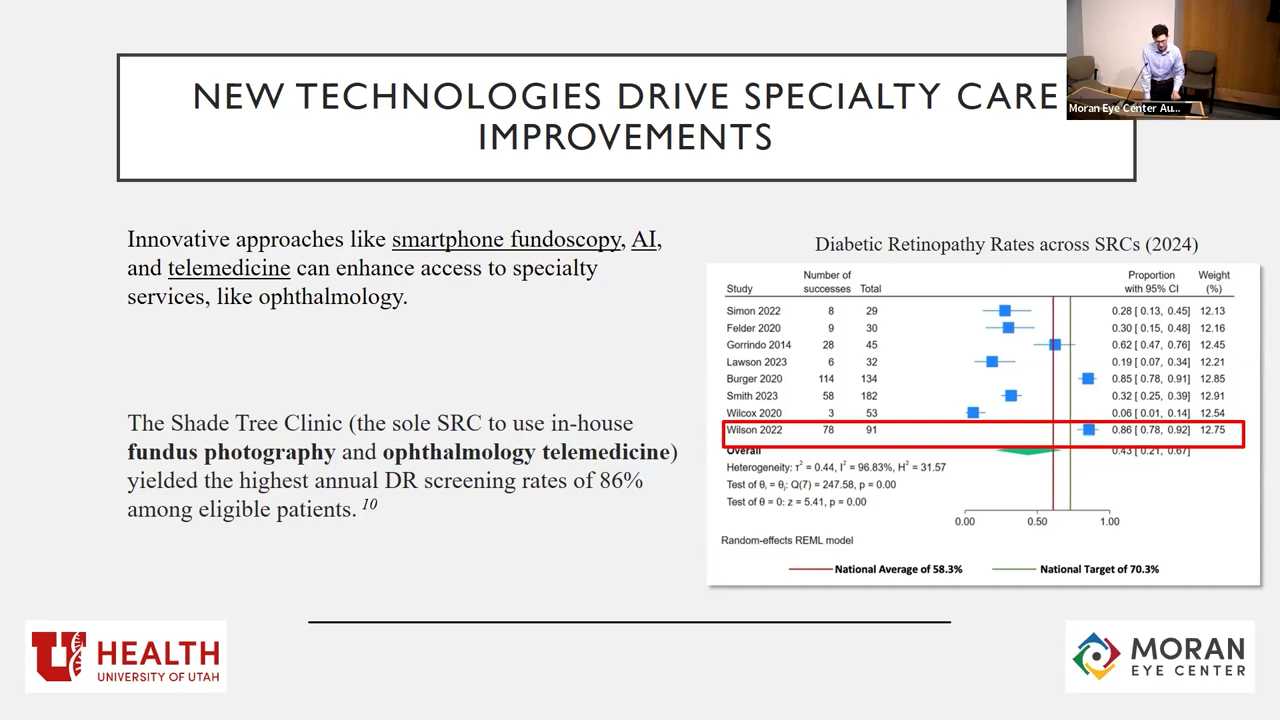 NEW TECHNOLOGIES DRIVE SPECIALTY CARE
IMPROVEMENTS
Moran Eye Center Au...
Innovative approaches like smartphone fundoscopy, AI,
and telemedicine can enhance access to specialty
services, like ophthalmology.
The Shade Tree Clinic (the sole SRC to use in-house
fundus photography and ophthalmology telemedicine)
yielded the highest annual DR screening rates of 86%
among eligible patients. 10
Diabetic Retinopathy Rates across SRCs (2024)
Number of Proportion Weight
Study successes Total with 95% CI (%)
Simon 2022 8 29 0.28 [ 0.13, 0.45] 12.13
Felder 2020 9 30 0.30 [ 0.15, 0.48] 12.16
Gorrindo 2014 28 45 0.62 [ 0.47, 0.76] 12.45
Lawson 2023 6 32 0.19 [ 0.07, 0.34] 12.21
Burger 2020 114 134 0.85 [ 0.78, 0.91] 12.85
Smith 2023 58 182 0.32 [ 0.25, 0.39] 12.91
Wilcox 2020 3 53 0.06 [ 0.01, 0.14] 12.54
Wilson 2022 78 91 0.86 [ 0.78, 0.92] 12.75
Overall 0.43 [ 0.21, 0.67]
Heterogeneity: τ² = 0.44, I² = 96.83%, H² = 31.57
Test of θᵢ = θⱼ: Q(7) = 247.58, p = 0.00
Test of θ = 0: z = 5.41, p = 0.00
0.00 0.50 1.00
Random-effects REML model
National Average of 58.3% National Target of 70.3%
U HEALTH
UNIVERSITY OF UTAH
MORAN
EYE CENTER